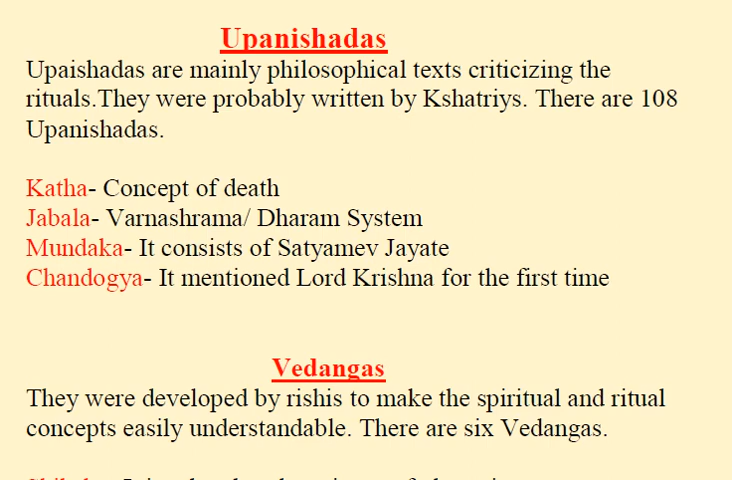 Upanishadas
Upaishadas are mainly philosophical texts criticizing the
rituals.They were probably written by Kshatriys. There are 108
Upanishadas.
Katha- Concept of death
Jabala- Varnashrama/ Dharam System
Mundaka- It consists of Satyamev Jayate
Chandogya- It mentioned Lord Krishna for the first time
Vedangas
They were developed by rishis to make the spiritual and ritual
concepts easily understandable. There are six Vedangas.